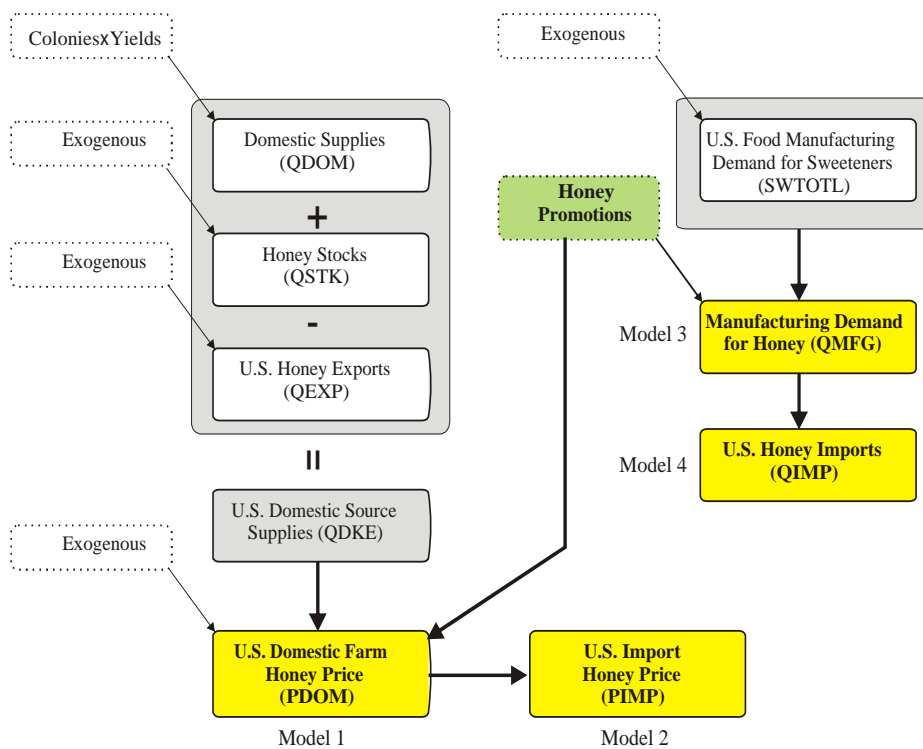 ColoniesxYields
Exogenous
Exogenous
Domestic Supplies
(QDOM)
+
Honey Stocks
(QSTK)
-
U.S. Honey Exports
(QEXP)
=
U.S. Domestic Source
Supplies (QDKE)
Exogenous
U.S. Domestic Farm
Honey Price
(PDOM)
Model 1
U.S. Import
Honey Price
(PIMP)
Model 2
Honey
Promotions
Exogenous
U.S. Food Manufacturing
Demand for Sweeteners
(SWTOTL)
Model 3
Manufacturing Demand
for Honey (QMFG)
Model 4
U.S. Honey Imports
(QIMP)